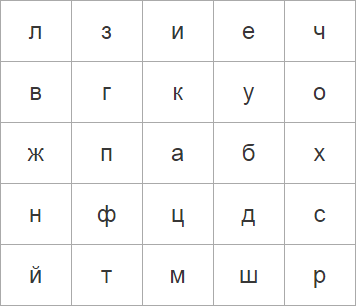 л з и е ч
в г к у о
ж п а б х
н ф ц д с
й т м ш р